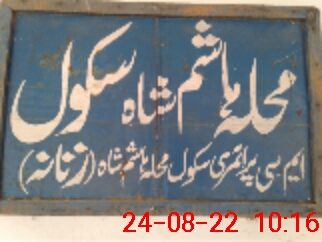 محلہ ہاشم شاہ سکول
ایم سی پرائمری سکول محلہ ہاشم شاہ (زنانہ)
24-08-22 10:16